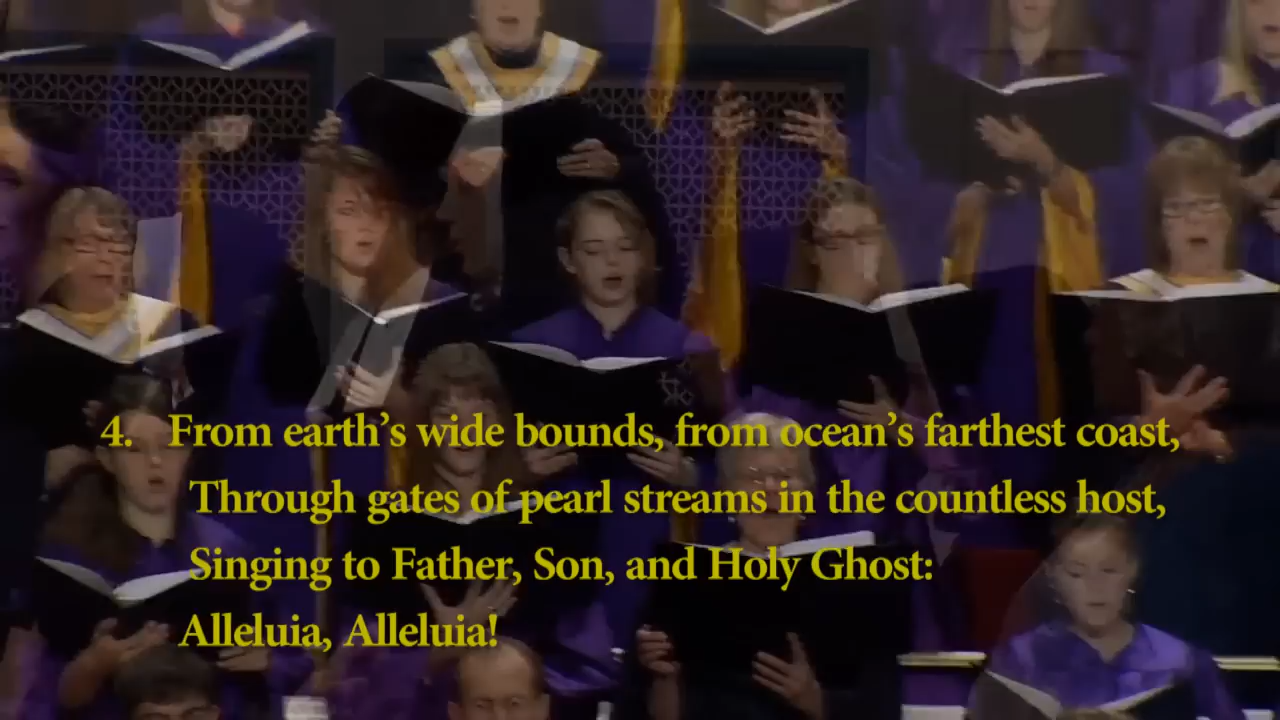 4. From earth’s wide bounds, from ocean’s farthest coast,
Through gates of pearl streams in the countless host,
Singing to Father, Son, and Holy Ghost:
Alleluia, Alleluia!